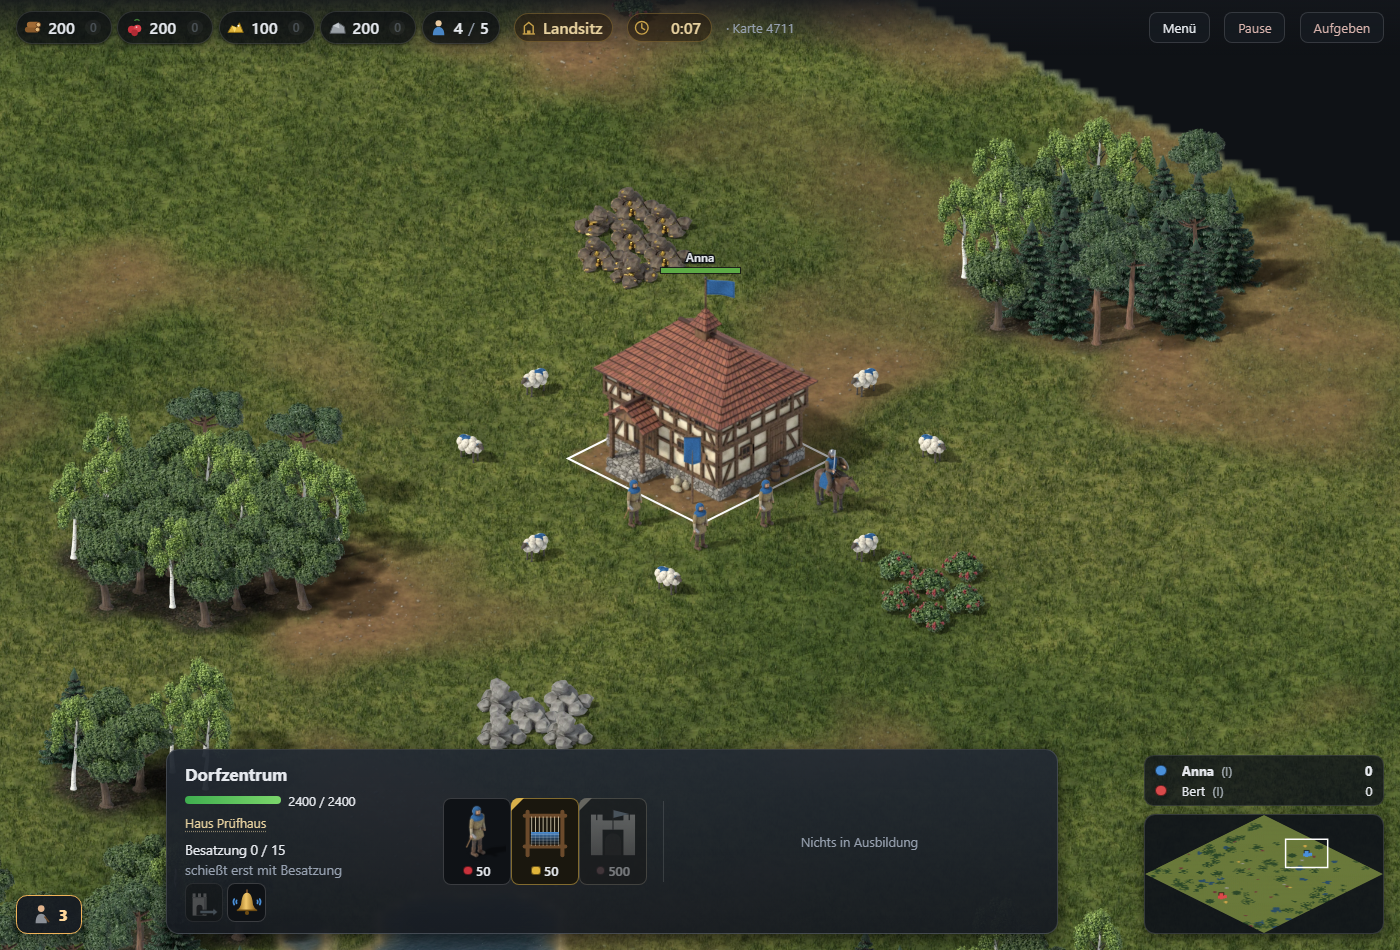 200 0 200 0 100 0 200 0 4 / 5 Landsitz 0:07 · Karte 4711 Menü Pause Aufgeben
Anna
Dorfzentrum
2400 / 2400
Haus Prüfhaus
Besatzung 0 / 15
schießt erst mit Besatzung
50 50 500
Nichts in Ausbildung
3
Anna (I) 0
Bert (I) 0